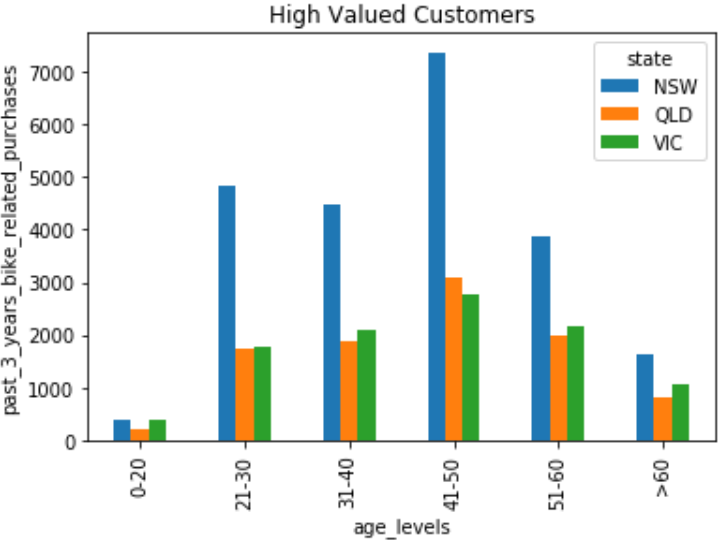 High Valued Customers
state
NSW
QLD
VIC
past_3_years_bike_related_purchases
7000
6000
5000
4000
3000
2000
1000
0
0-20
21-30
31-40
41-50
51-60
>60
age_levels